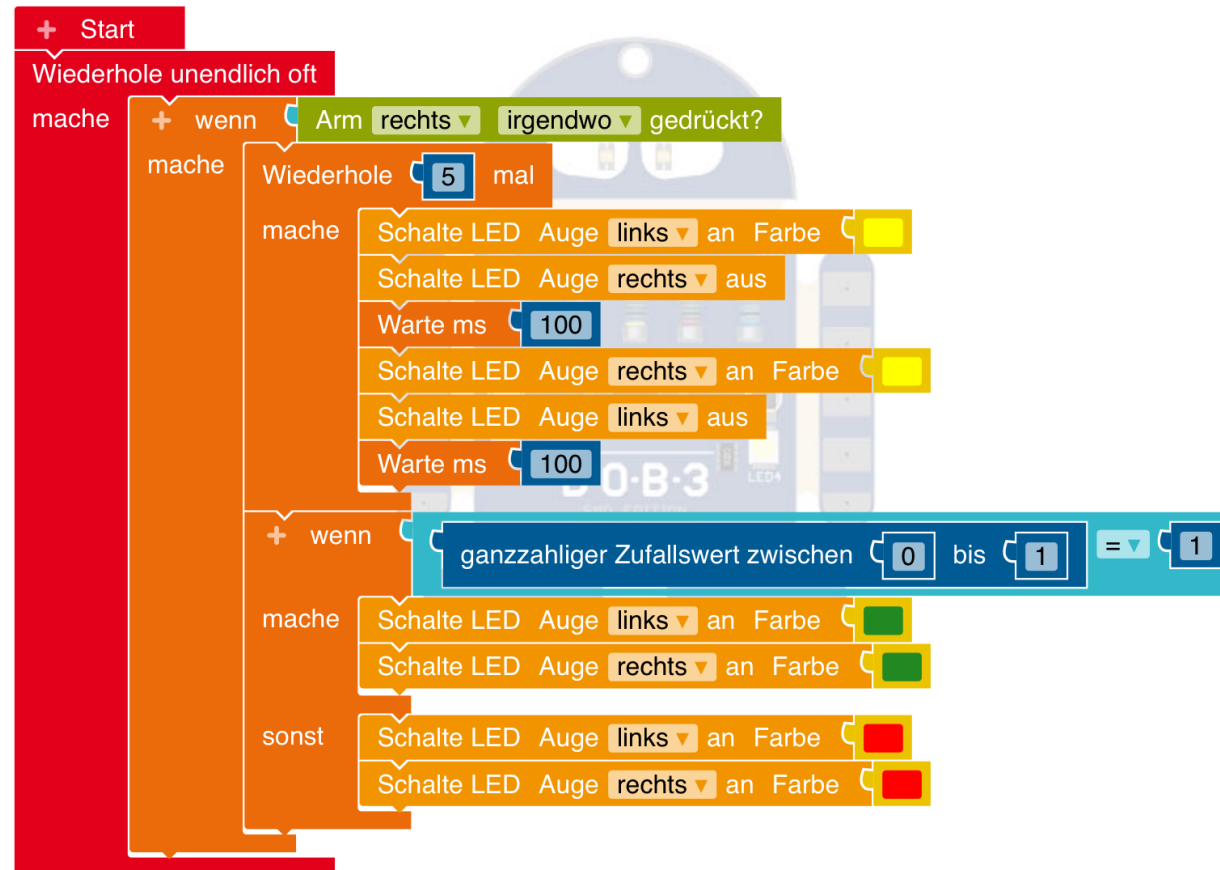 + Start
Wiederhole unendlich oft
mache + wenn Arm rechts irgendwo gedrückt?
mache Wiederhole 5 mal
mache Schalte LED Auge links an Farbe
Schalte LED Auge rechts aus
Warte ms 100
Schalte LED Auge rechts an Farbe
Schalte LED Auge links aus
LED4
Warte ms 100
B·O·B·3
+ wenn ganzzahliger Zufallswert zwischen 0 bis 1 = 1
mache Schalte LED Auge links an Farbe
Schalte LED Auge rechts an Farbe
sonst Schalte LED Auge links an Farbe
Schalte LED Auge rechts an Farbe